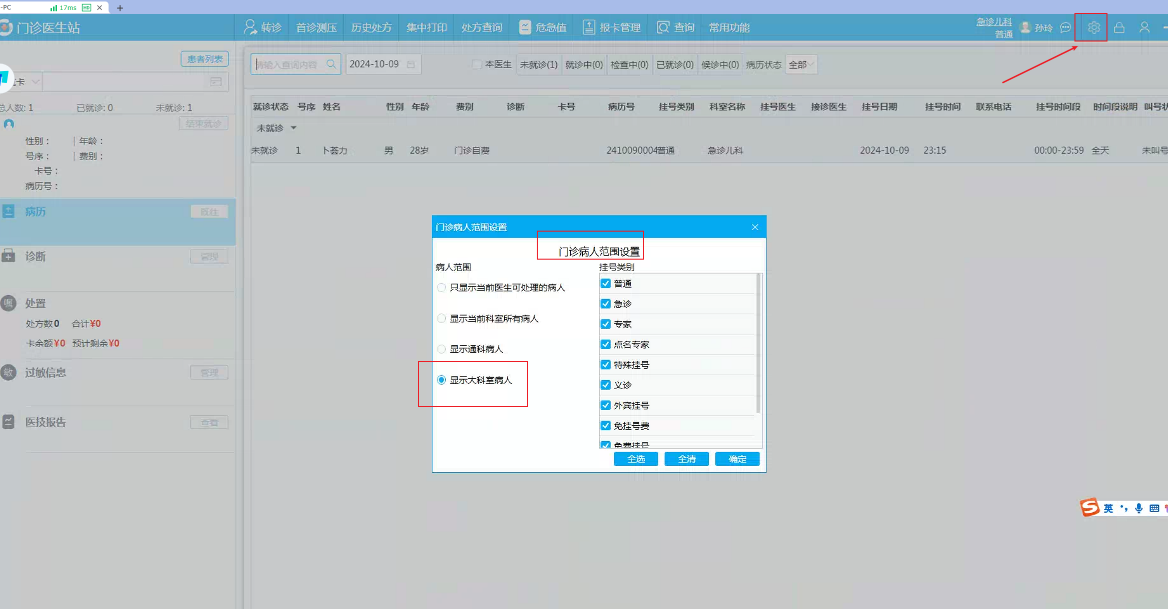 -PC 17ms
门诊医生站 转诊 首诊测压 历史处方 集中打印 处方查询 危急值 报卡管理 查询 常用功能 急诊儿科 普通 孙玲
患者列表
请输入查询内容 2024-10-09 本医生 未就诊(1) 就诊中(0) 检查中(0) 已就诊(0) 候诊中(0) 病历状态 全部
卡
总人数: 1 已就诊: 0 未就诊: 1
结束就诊
性别： 年龄：
号序： 费别：
卡号：
病历号：
就诊状态 号序 姓名 性别 年龄 费别 诊断 卡号 病历号 挂号类别 科室名称 挂号医生 接诊医生 挂号日期 挂号时间 联系电话 挂号时间段 时间段说明 叫号状
未就诊
未就诊 1 卜荟力 男 28岁 门诊自费 2410090004普通 急诊儿科 2024-10-09 23:15 00:00-23:59 全天 未叫号
病历
诊断 管理
处置
处方数0 合计¥0
卡余额¥0 预计剩余¥0
过敏信息 管理
医技报告 查看
门诊病人范围设置
门诊病人范围设置
病人范围
只显示当前医生可处理的病人
显示当前科室所有病人
显示通科病人
显示大科室病人
挂号类别
普通
急诊
专家
点名专家
特殊挂号
义诊
外宾挂号
免挂号费
免费挂号
全选 全清 确定
英